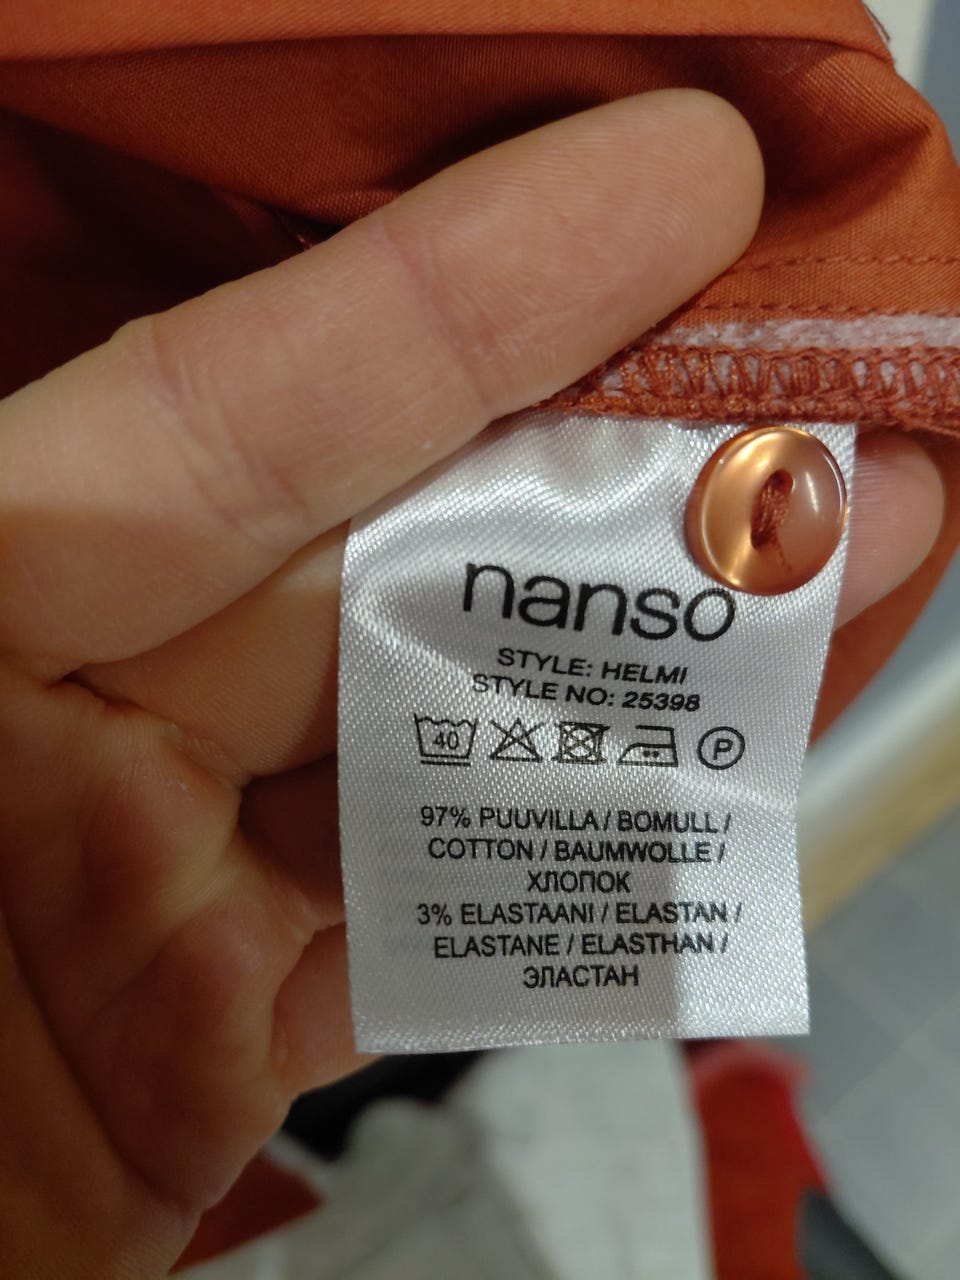 nanso
STYLE: HELMI
STYLE NO: 25398
40 P
97% PUUVILLA / BOMULL /
COTTON / BAUMWOLLE /
ХЛОПОК
3% ELASTAANI / ELASTAN /
ELASTANE / ELASTHAN /
ЭЛАСТАН